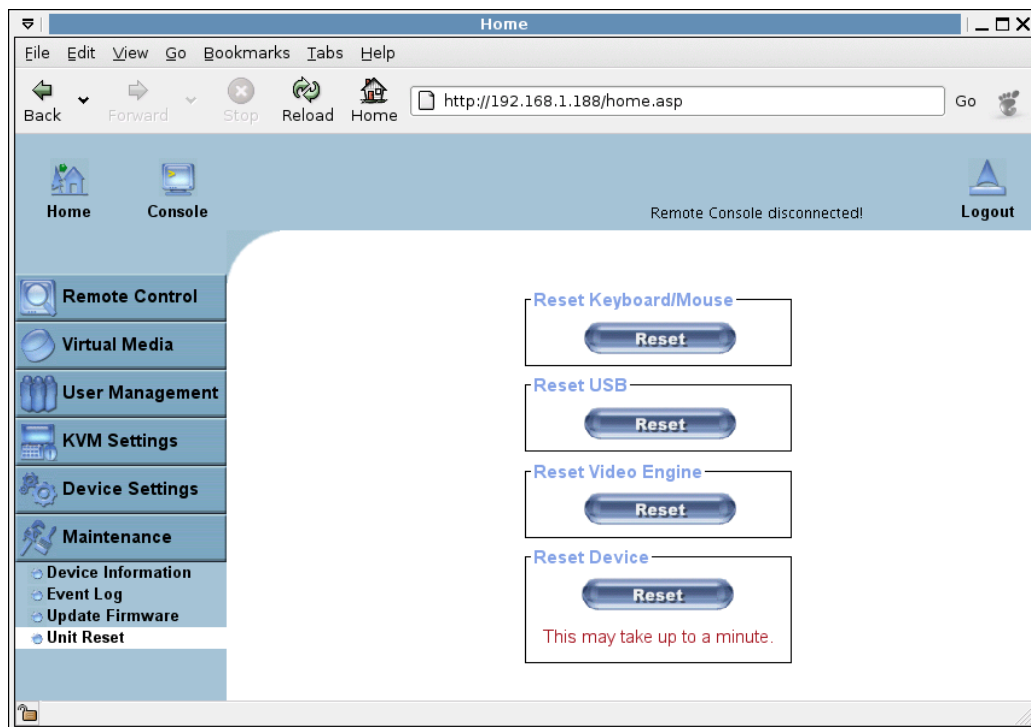 Home
File Edit View Go Bookmarks Tabs Help
Back Forward Stop Reload Home http://192.168.1.188/home.asp Go
Home Console Remote Console disconnected! Logout
Remote Control
Virtual Media
User Management
KVM Settings
Device Settings
Maintenance
Device Information
Event Log
Update Firmware
Unit Reset
Reset Keyboard/Mouse
Reset
Reset USB
Reset
Reset Video Engine
Reset
Reset Device
Reset
This may take up to a minute.